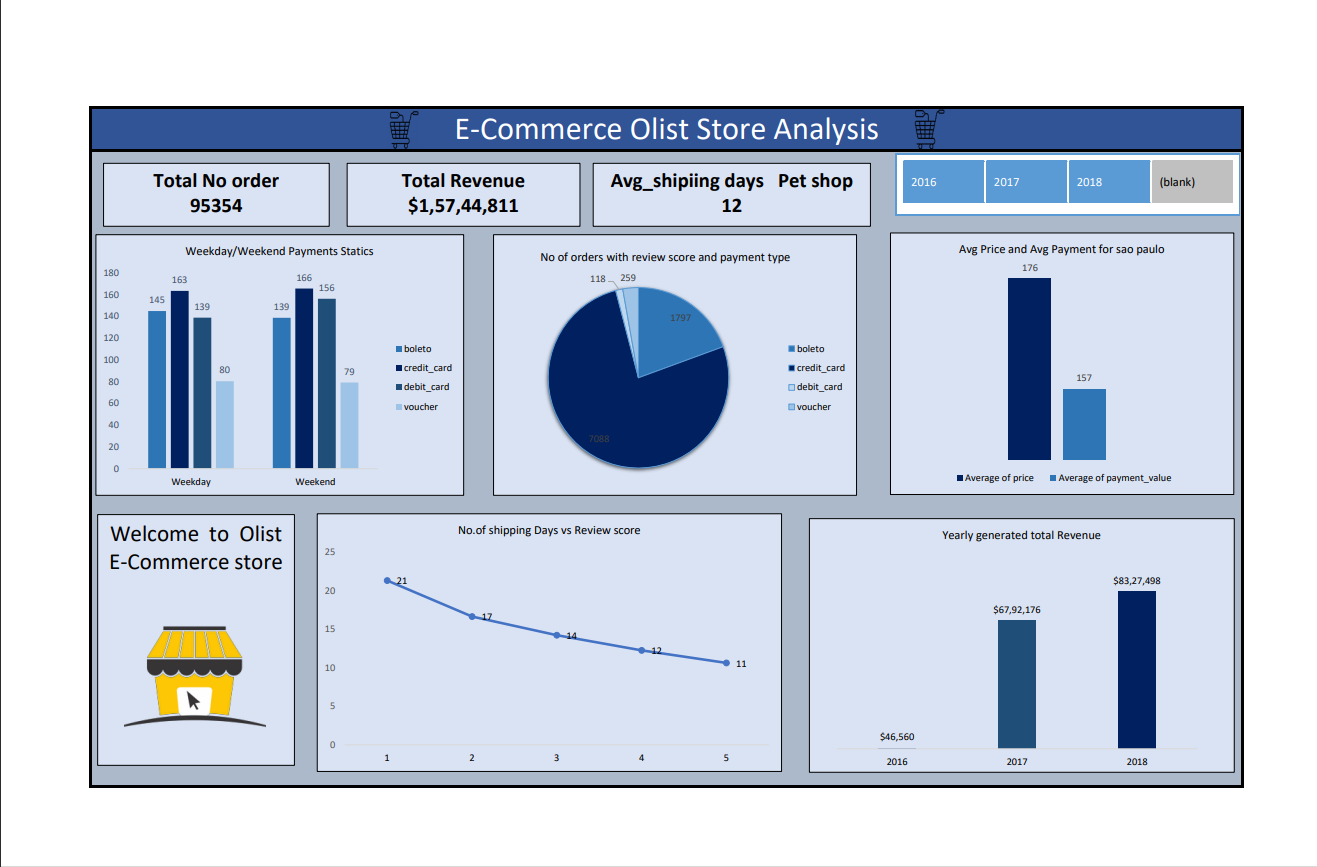 E-Commerce Olist Store Analysis
Total No order
95354
Total Revenue
$1,57,44,811
Avg_shipiing days Pet shop
12
2016
2017
2018
(blank)
Weekday/Weekend Payments Statics
180
160
140
120
100
80
60
40
20
0
145
163
139
80
139
166
156
79
Weekday
Weekend
boleto
credit_card
debit_card
voucher
No of orders with review score and payment type
118
259
1797
7088
boleto
credit_card
debit_card
voucher
Avg Price and Avg Payment for sao paulo
176
157
Average of price
Average of payment_value
Welcome to Olist
E-Commerce store
No.of shipping Days vs Review score
25
20
15
10
5
0
21
17
14
12
11
1
2
3
4
5
Yearly generated total Revenue
$46,560
$67,92,176
$83,27,498
2016
2017
2018